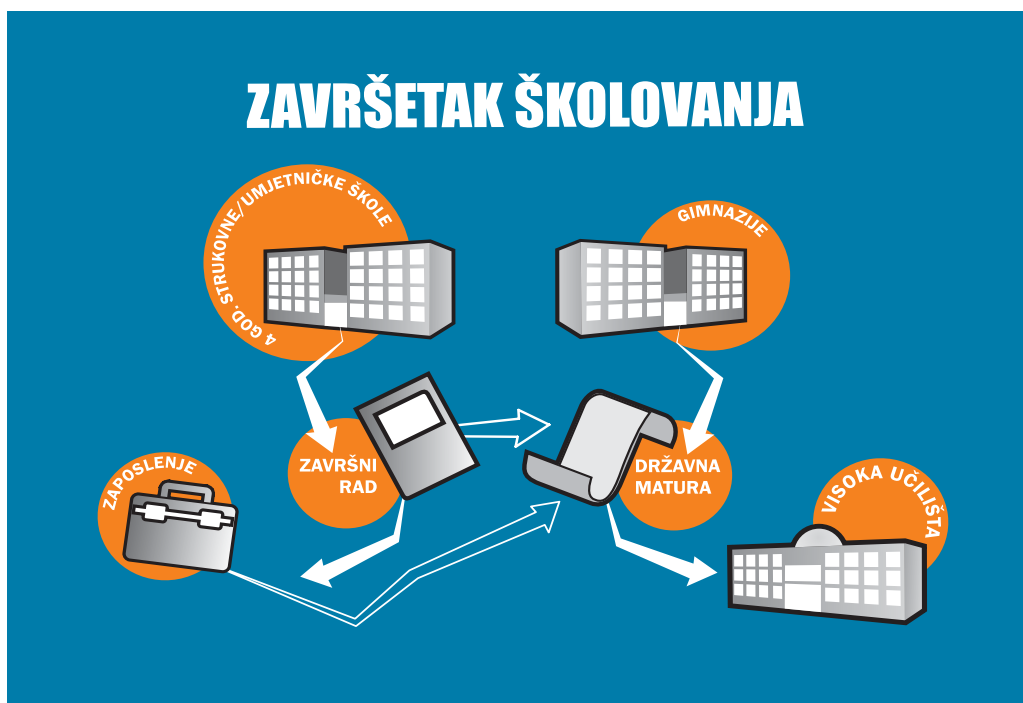 ZAVRŠETAK ŠKOLOVANJA
4 GOD. STRUKOVNE/UMJETNIČKE ŠKOLE
GIMNAZIJE
ZAVRŠNI
RAD
DRŽAVNA
MATURA
ZAPOSLENJE
VISOKA UČILIŠTA